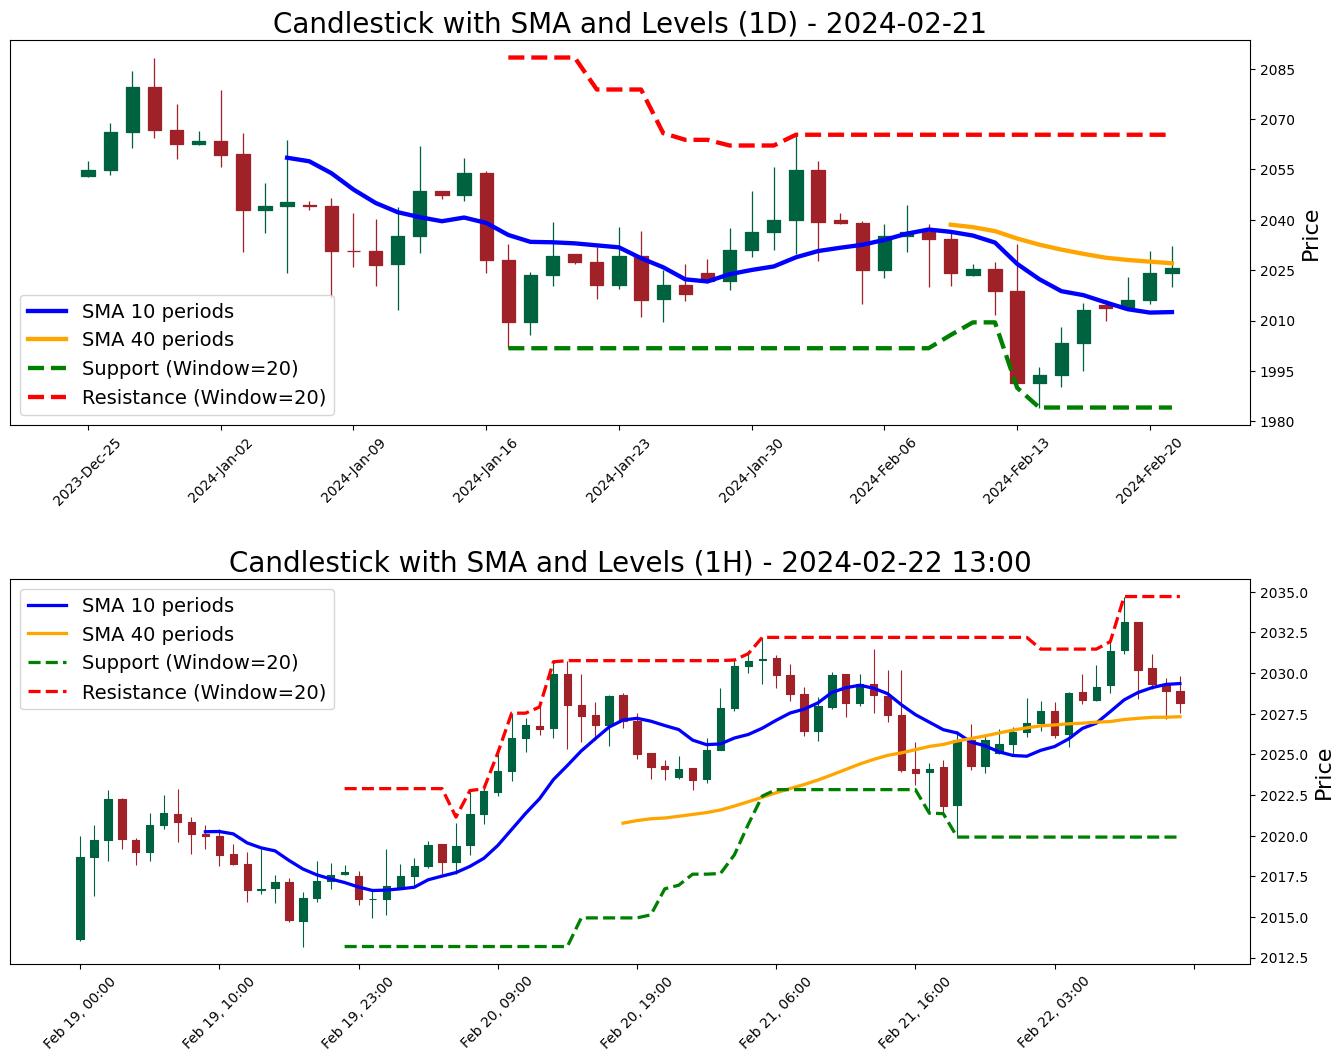 Candlestick with SMA and Levels (1D) - 2024-02-21
2085
2070
2055
2040
2025
2010
1995
1980
Price
SMA 10 periods
SMA 40 periods
Support (Window=20)
Resistance (Window=20)
2023-Dec-25
2024-Jan-02
2024-Jan-09
2024-Jan-16
2024-Jan-23
2024-Jan-30
2024-Feb-06
2024-Feb-13
2024-Feb-20
Candlestick with SMA and Levels (1H) - 2024-02-22 13:00
SMA 10 periods
SMA 40 periods
Support (Window=20)
Resistance (Window=20)
2035.0
2032.5
2030.0
2027.5
2025.0
2022.5
2020.0
2017.5
2015.0
2012.5
Price
Feb 19, 00:00
Feb 19, 10:00
Feb 19, 23:00
Feb 20, 09:00
Feb 20, 19:00
Feb 21, 06:00
Feb 21, 16:00
Feb 22, 03:00